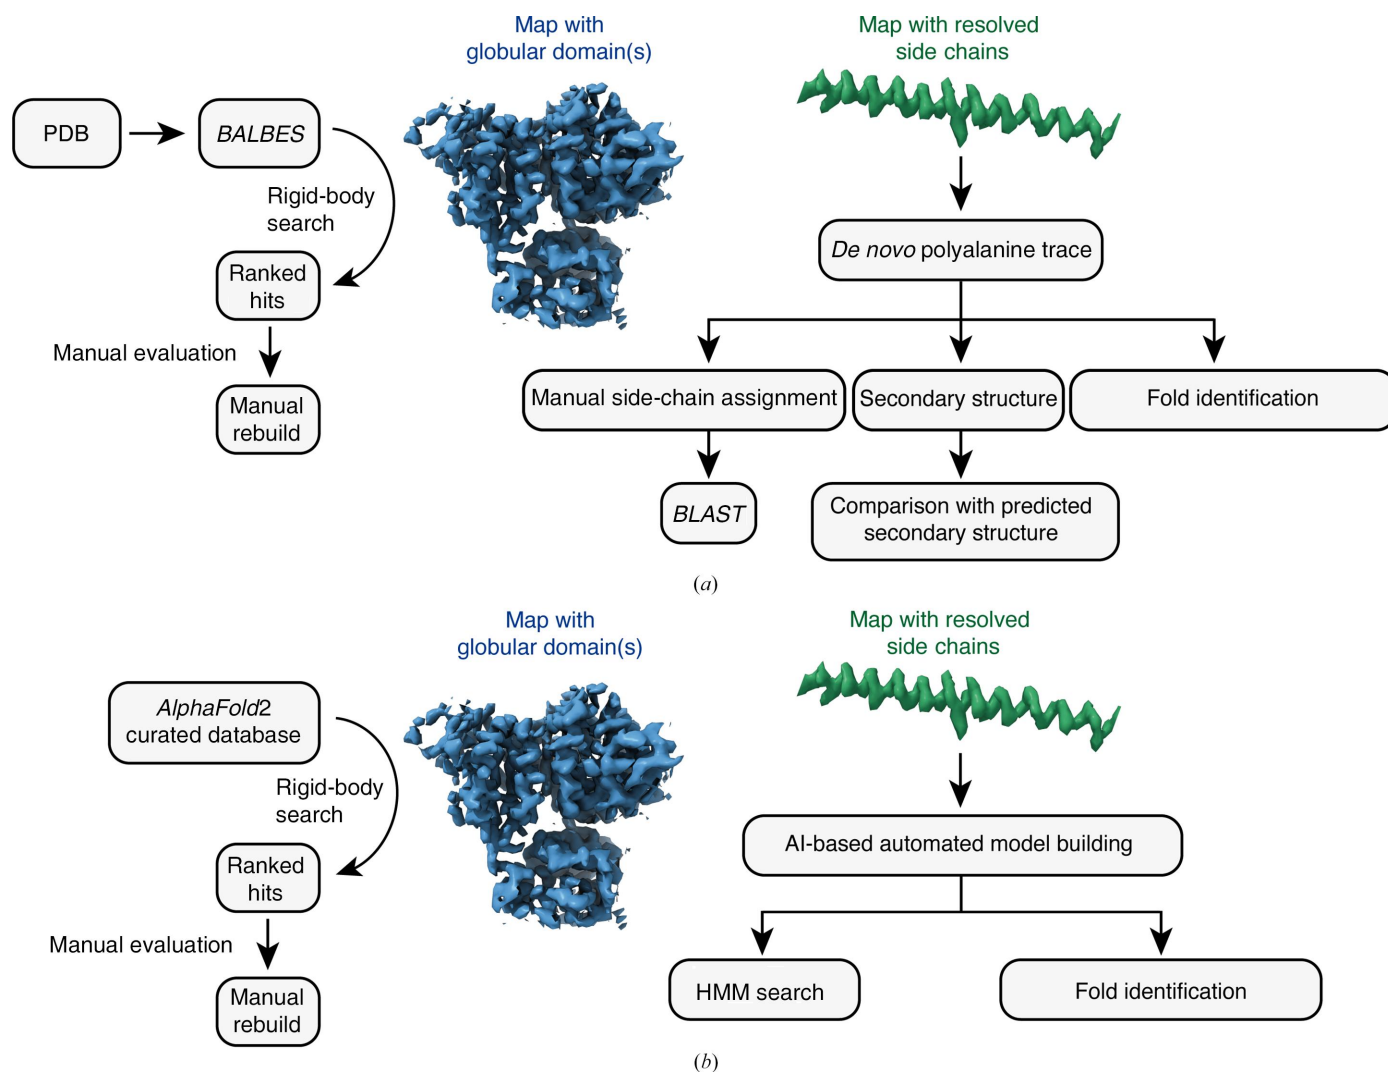 Map with
globular domain(s)
Map with resolved
side chains
PDB
BALBES
Rigid-body
search
Ranked
hits
Manual evaluation
Manual
rebuild
De novo polyalanine trace
Manual side-chain assignment
Secondary structure
Fold identification
BLAST
Comparison with predicted
secondary structure
(a)
Map with
globular domain(s)
Map with resolved
side chains
AlphaFold2
curated database
Rigid-body
search
Ranked
hits
Manual evaluation
Manual
rebuild
AI-based automated model building
HMM search
Fold identification
(b)